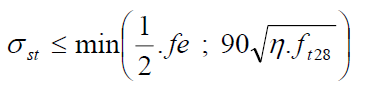 σst ≤ min( 1/2 .fe ; 90√η.ft28 )